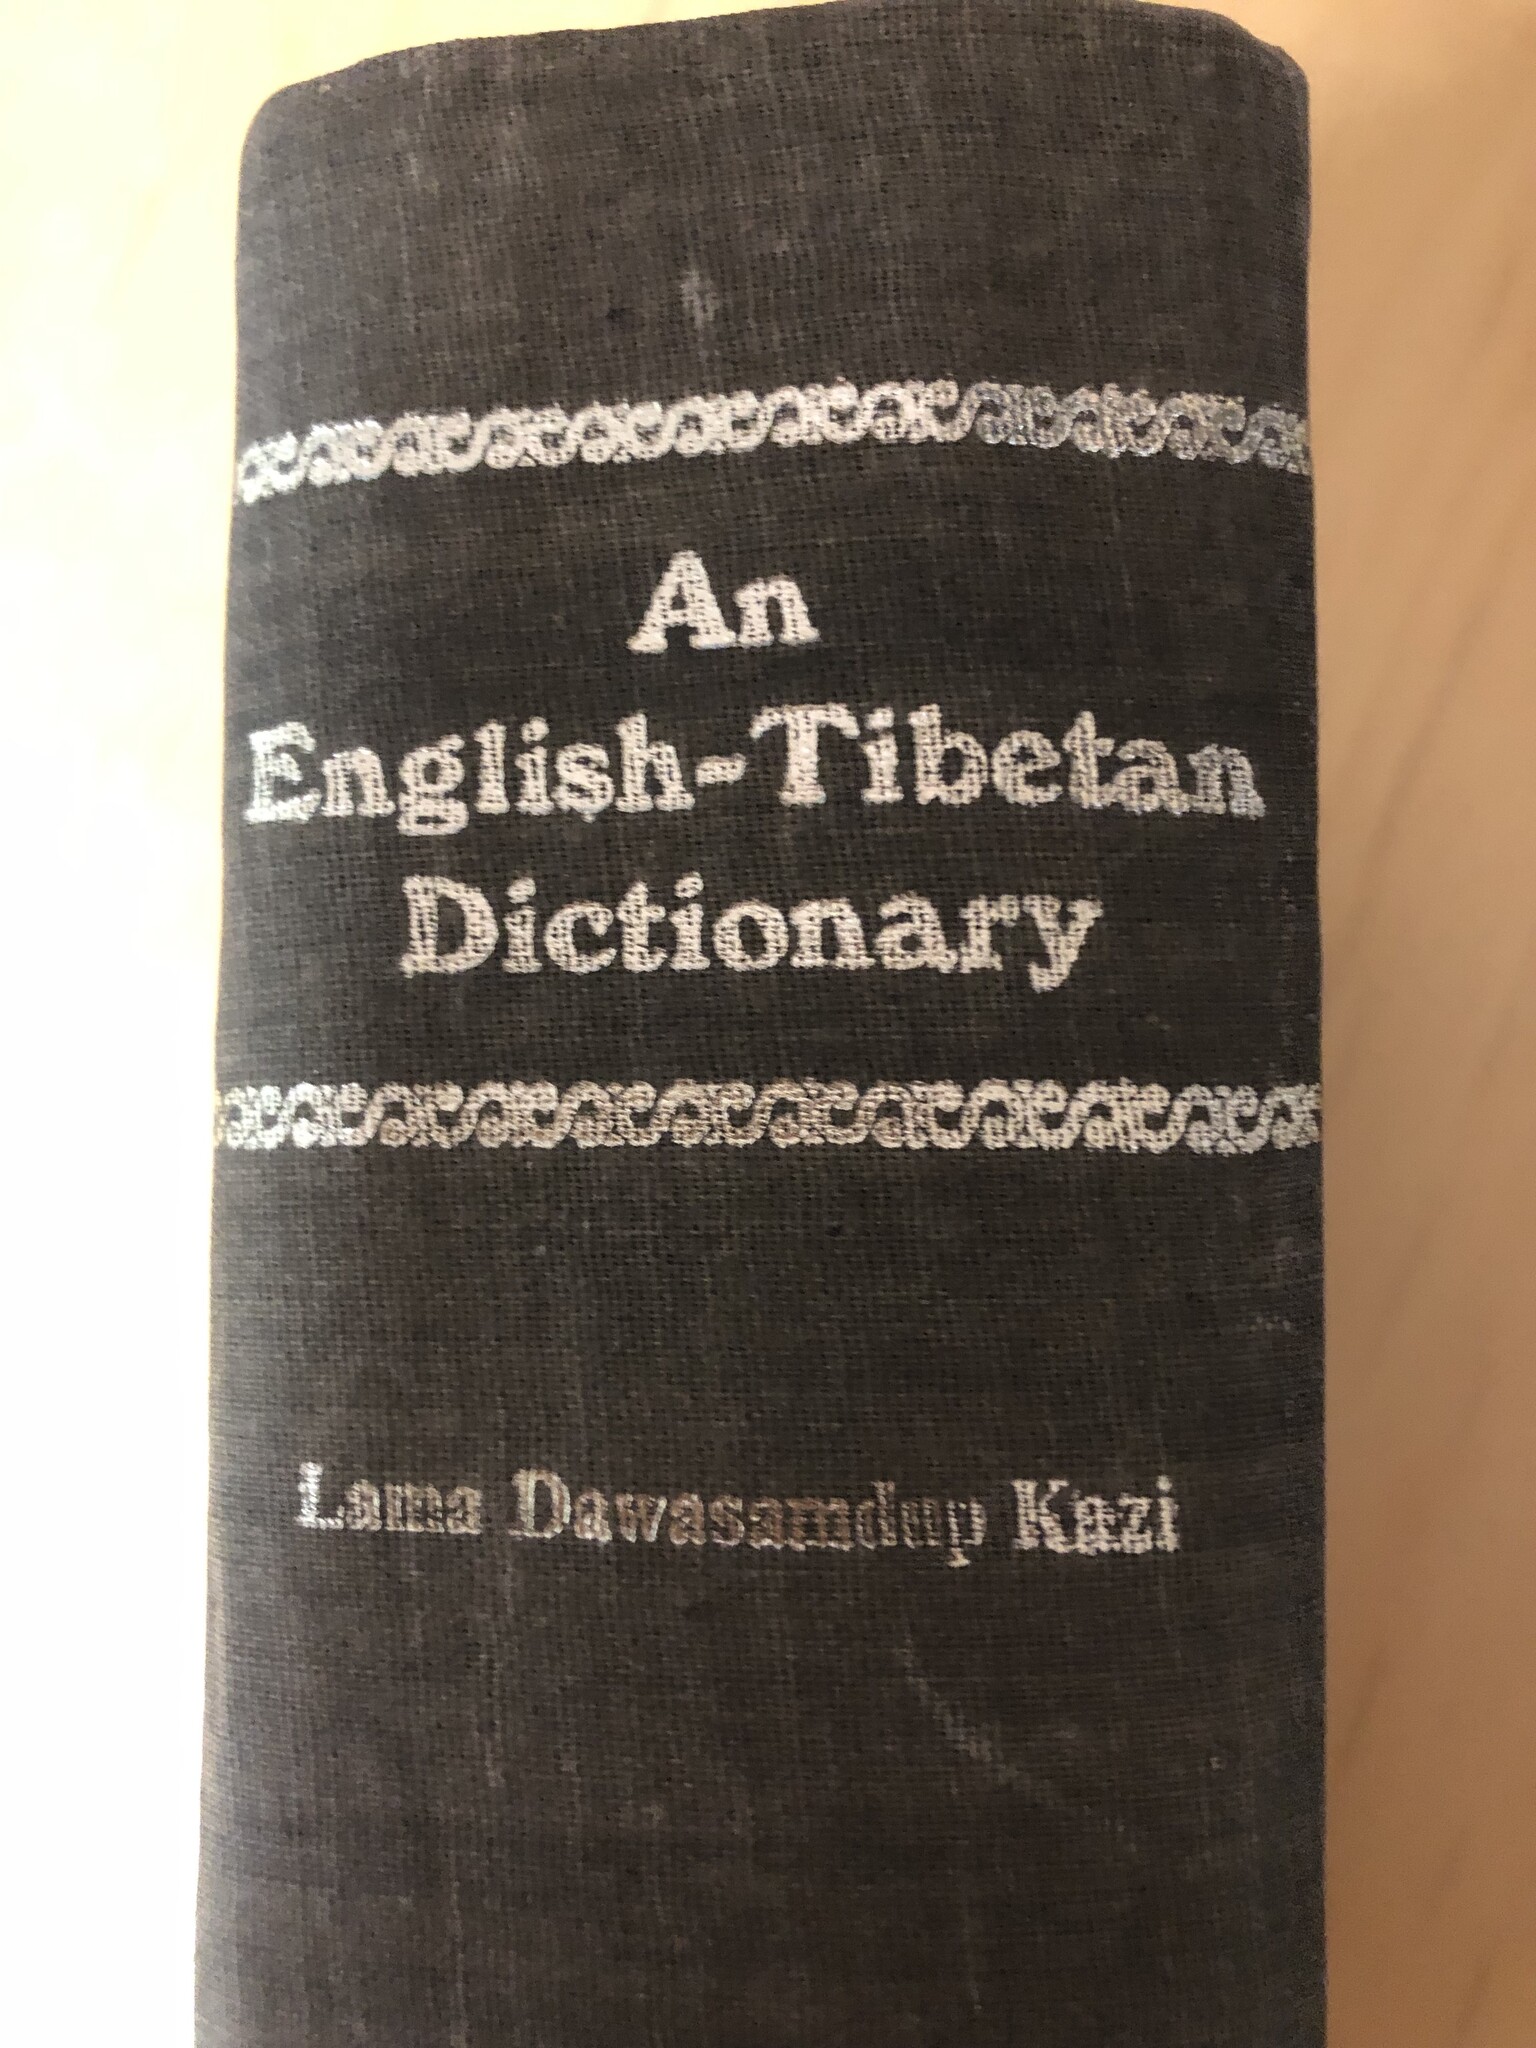 An
English-Tibetan
Dictionary
Lama Dawasamdup Kazi